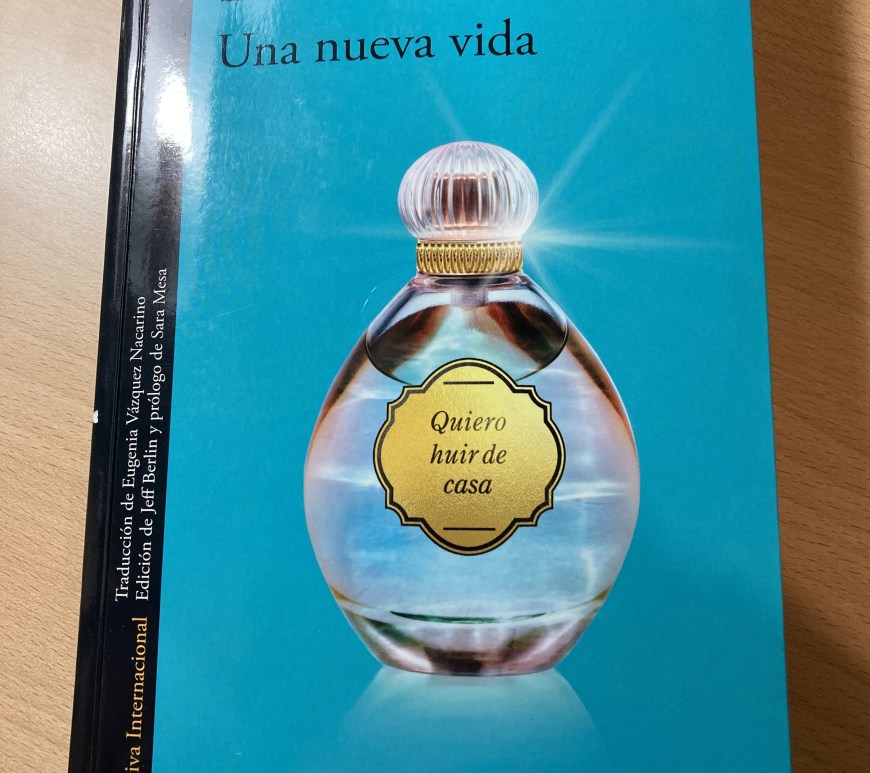 Una nueva vida
Quiero
huir de
casa
Traducción de Eugenia Vázquez Nacarino
Edición de Jeff Berlin y prólogo de Sara Mesa
iva Internacional